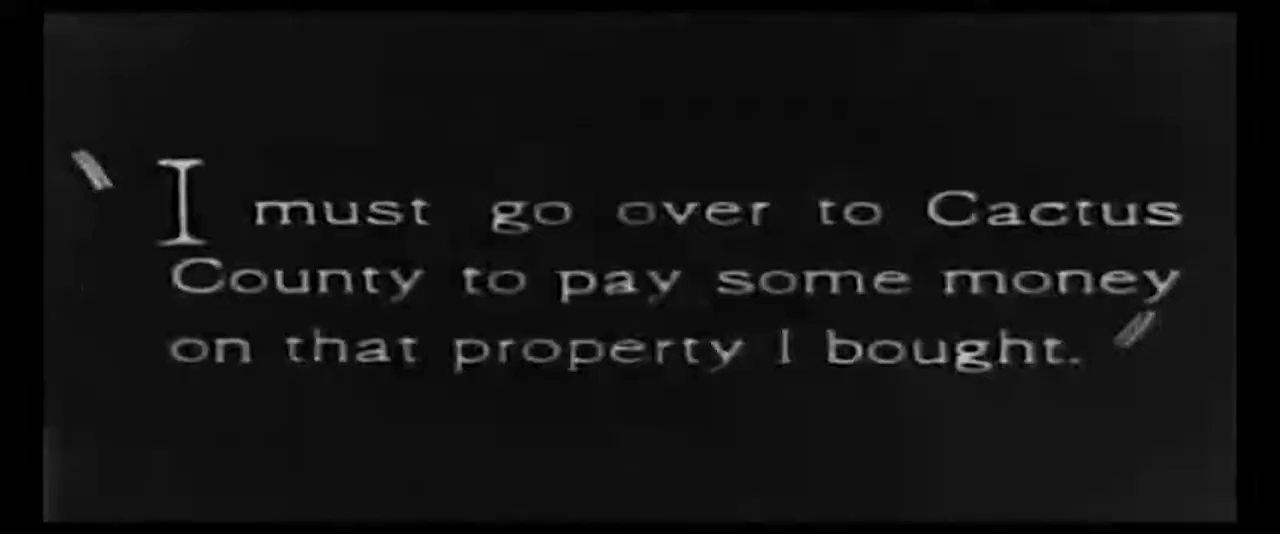 "I must go over to Cactus
County to pay some money
on that property I bought."